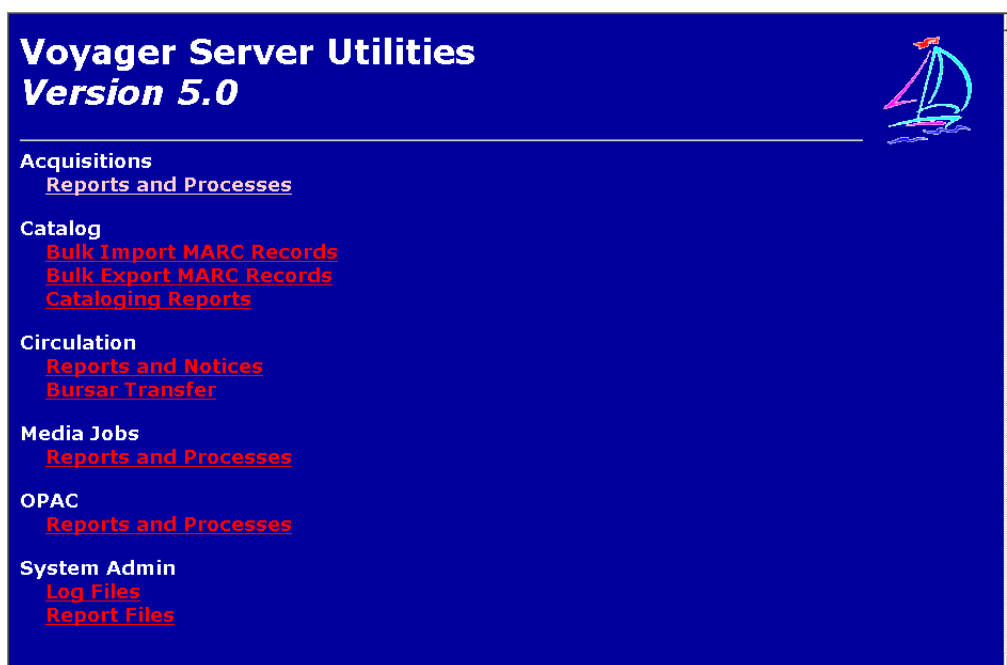 Voyager Server Utilities
Version 5.0
Acquisitions
Reports and Processes
Catalog
Bulk Import MARC Records
Bulk Export MARC Records
Cataloging Reports
Circulation
Reports and Notices
Bursar Transfer
Media Jobs
Reports and Processes
OPAC
Reports and Processes
System Admin
Log Files
Report Files